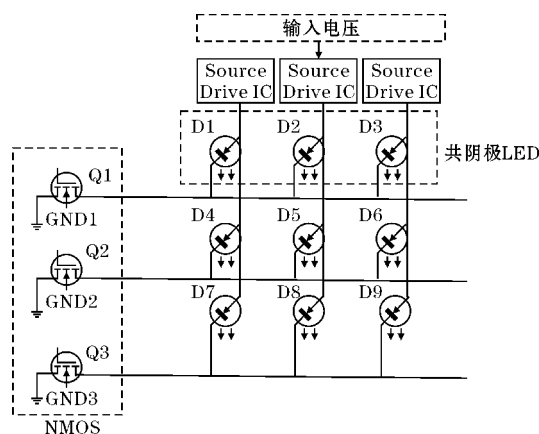 输入电压
Source Drive IC
Source Drive IC
Source Drive IC
D1
D2
D3
共阴极LED
Q1
GND1
D4
D5
D6
Q2
GND2
D7
D8
D9
Q3
GND3
NMOS